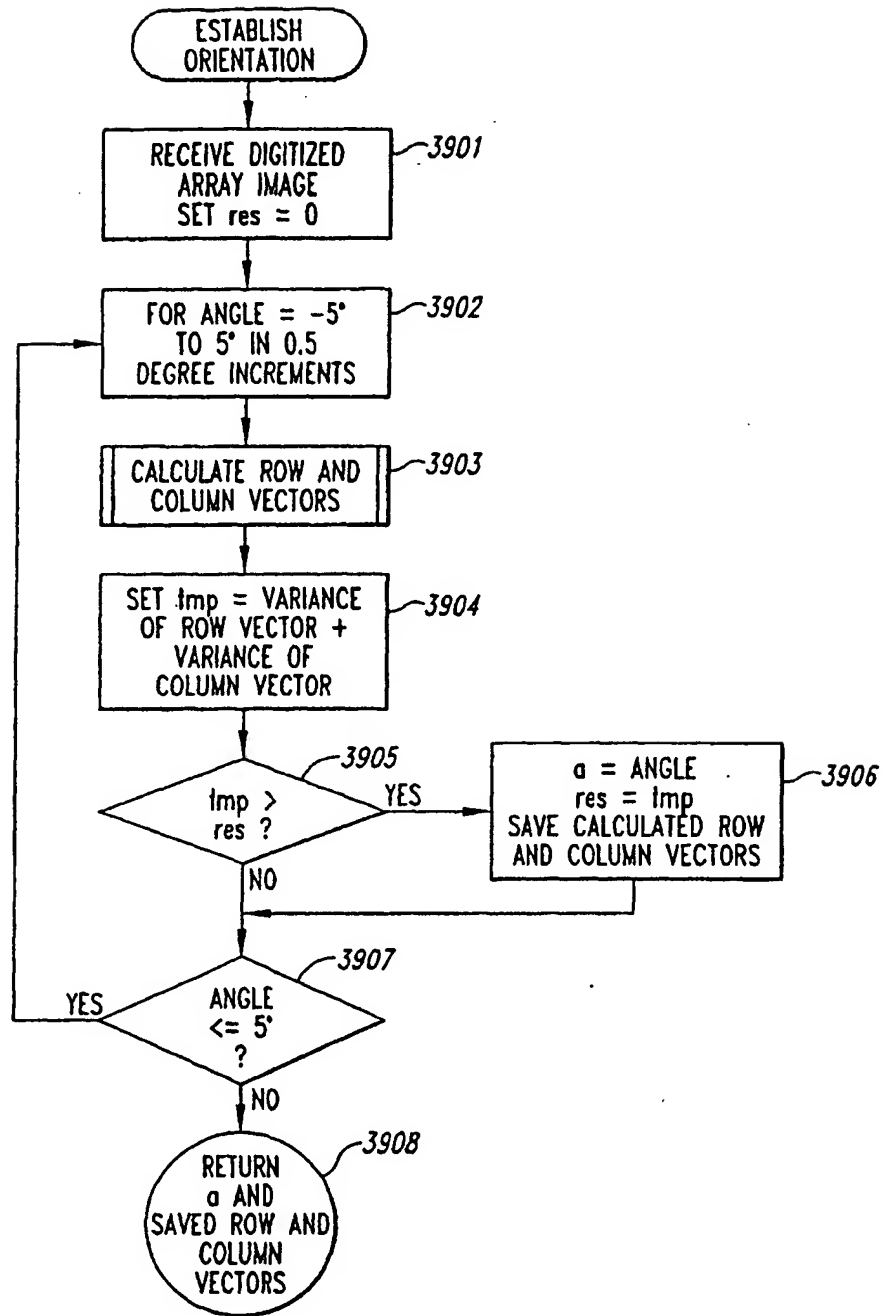 ESTABLISH
ORIENTATION
RECEIVE DIGITIZED
ARRAY IMAGE
SET res = 0
3901
FOR ANGLE = -5°
TO 5° IN 0.5
DEGREE INCREMENTS
3902
CALCULATE ROW AND
COLUMN VECTORS
3903
SET tmp = VARIANCE
OF ROW VECTOR +
VARIANCE OF
COLUMN VECTOR
3904
tmp >
res ?
3905
YES
NO
a = ANGLE
res = tmp
SAVE CALCULATED ROW
AND COLUMN VECTORS
3906
ANGLE
<= 5°
?
3907
YES
NO
RETURN
a AND
SAVED ROW AND
COLUMN
VECTORS
3908